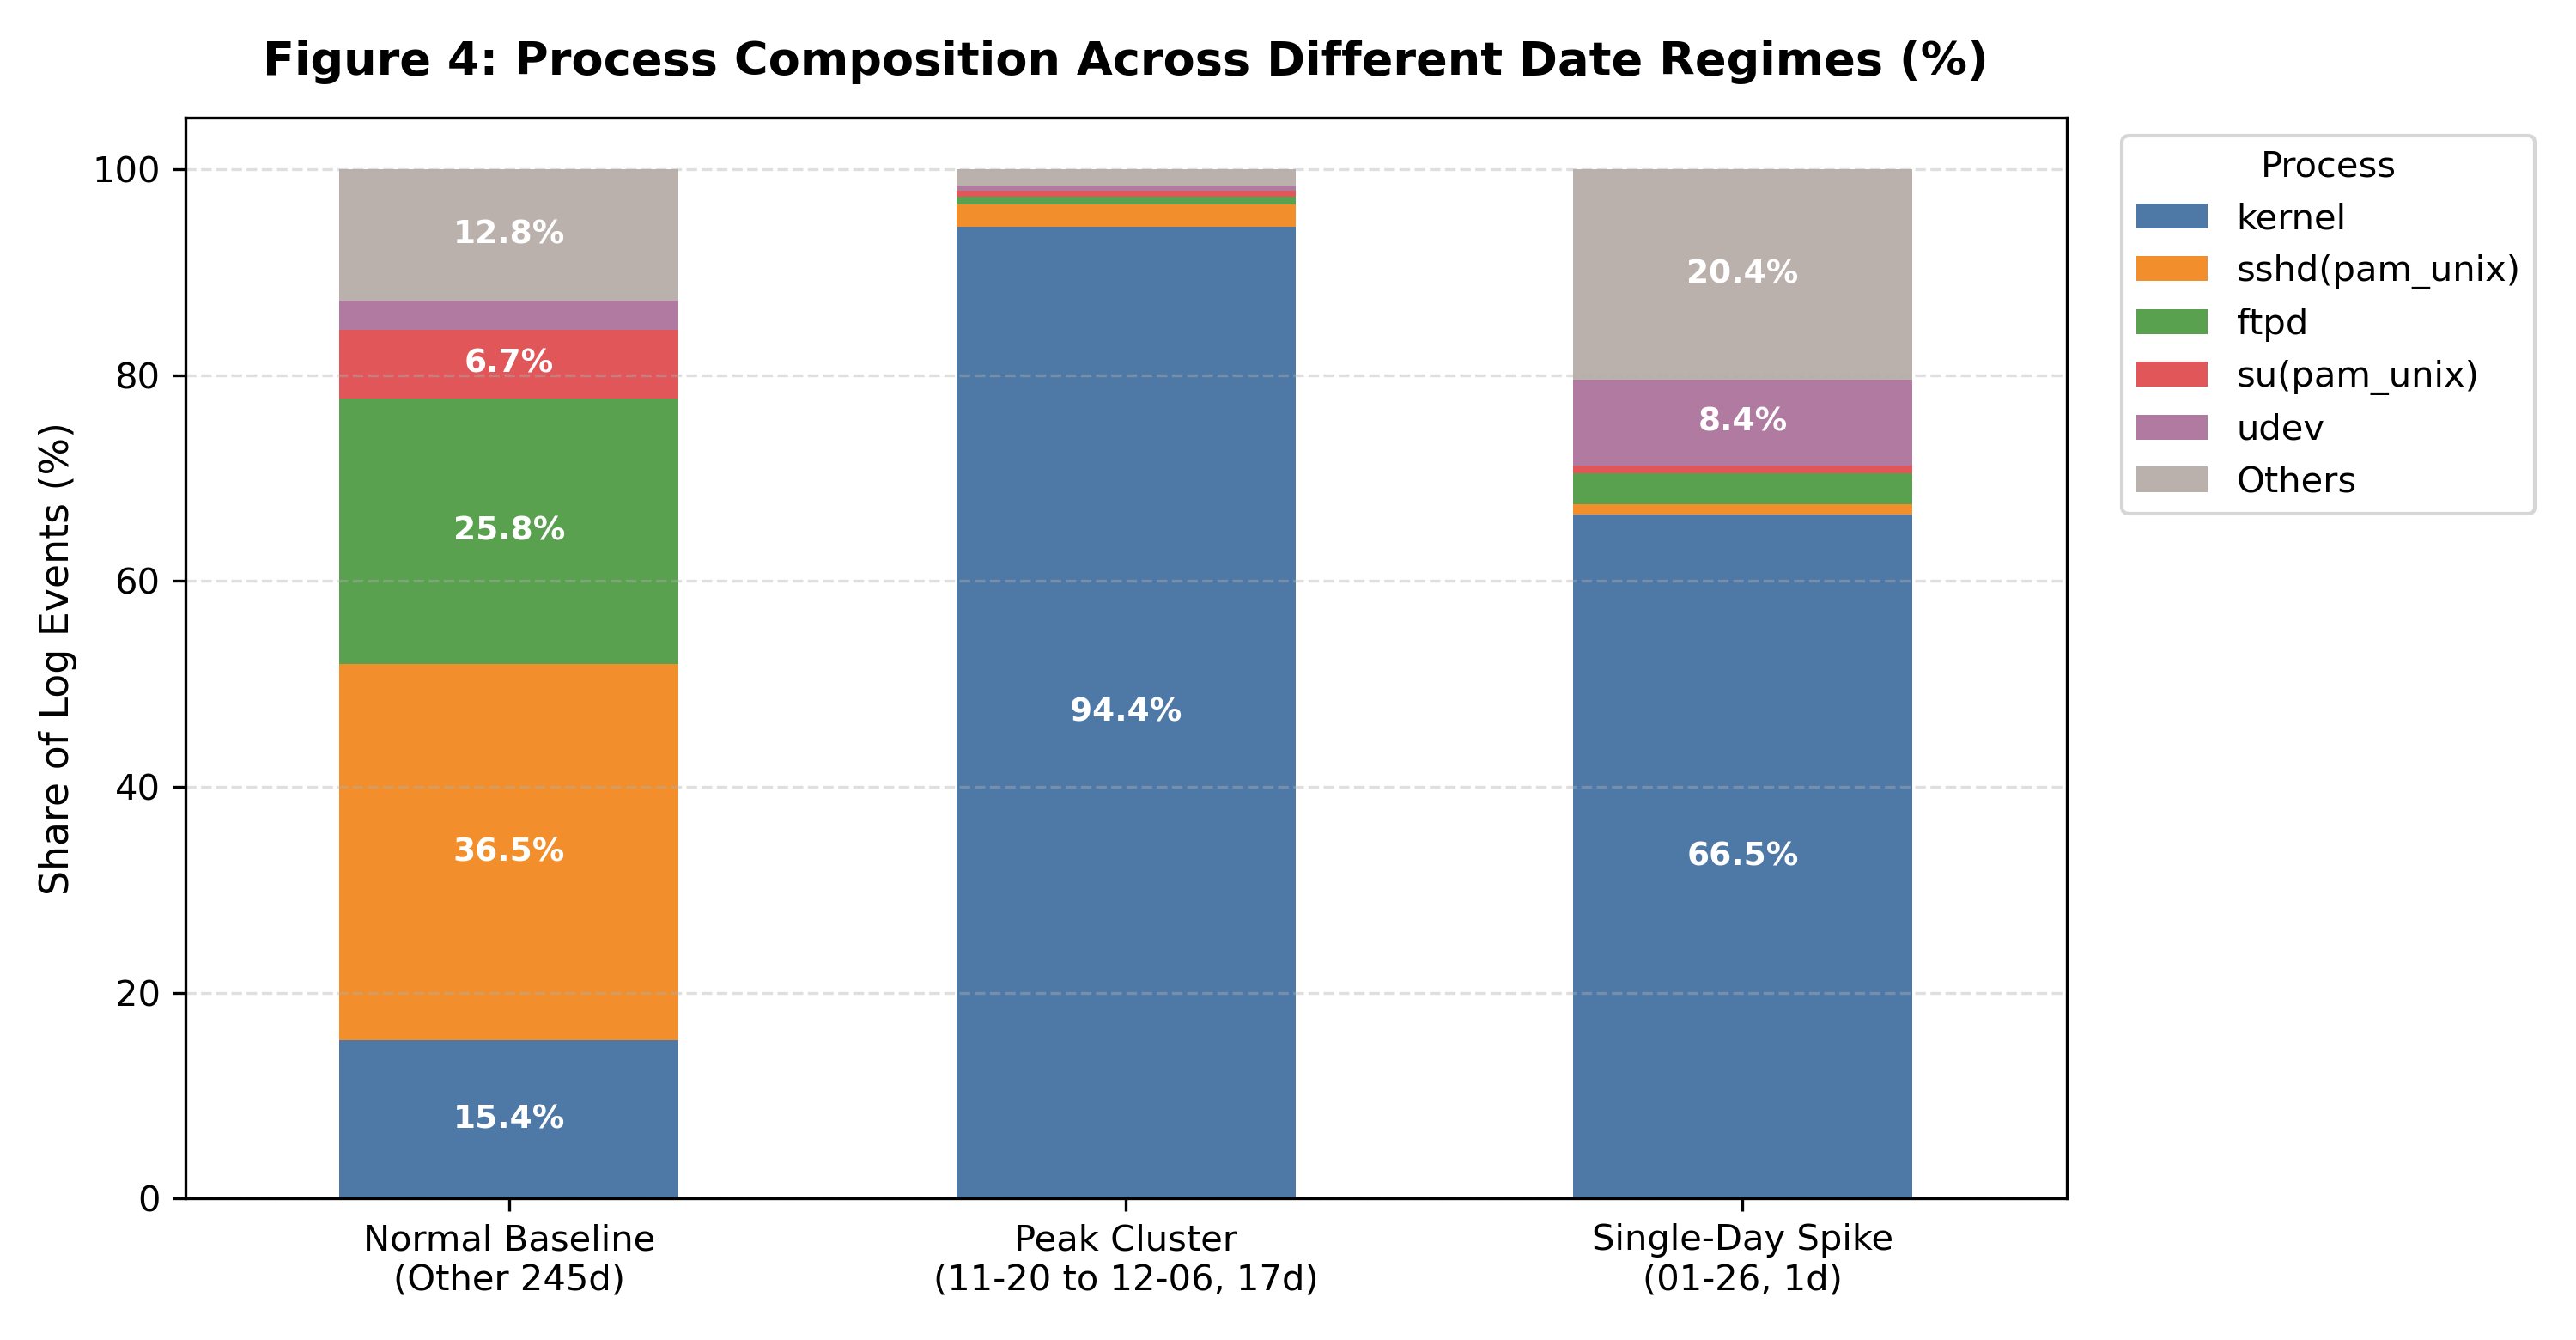 Figure 4: Process Composition Across Different Date Regimes (%)
Share of Log Events (%)
100
80
60
40
20
0
12.8%
6.7%
25.8%
36.5%
15.4%
94.4%
20.4%
8.4%
66.5%
Normal Baseline
(Other 245d)
Peak Cluster
(11-20 to 12-06, 17d)
Single-Day Spike
(01-26, 1d)
Process
kernel
sshd(pam_unix)
ftpd
su(pam_unix)
udev
Others